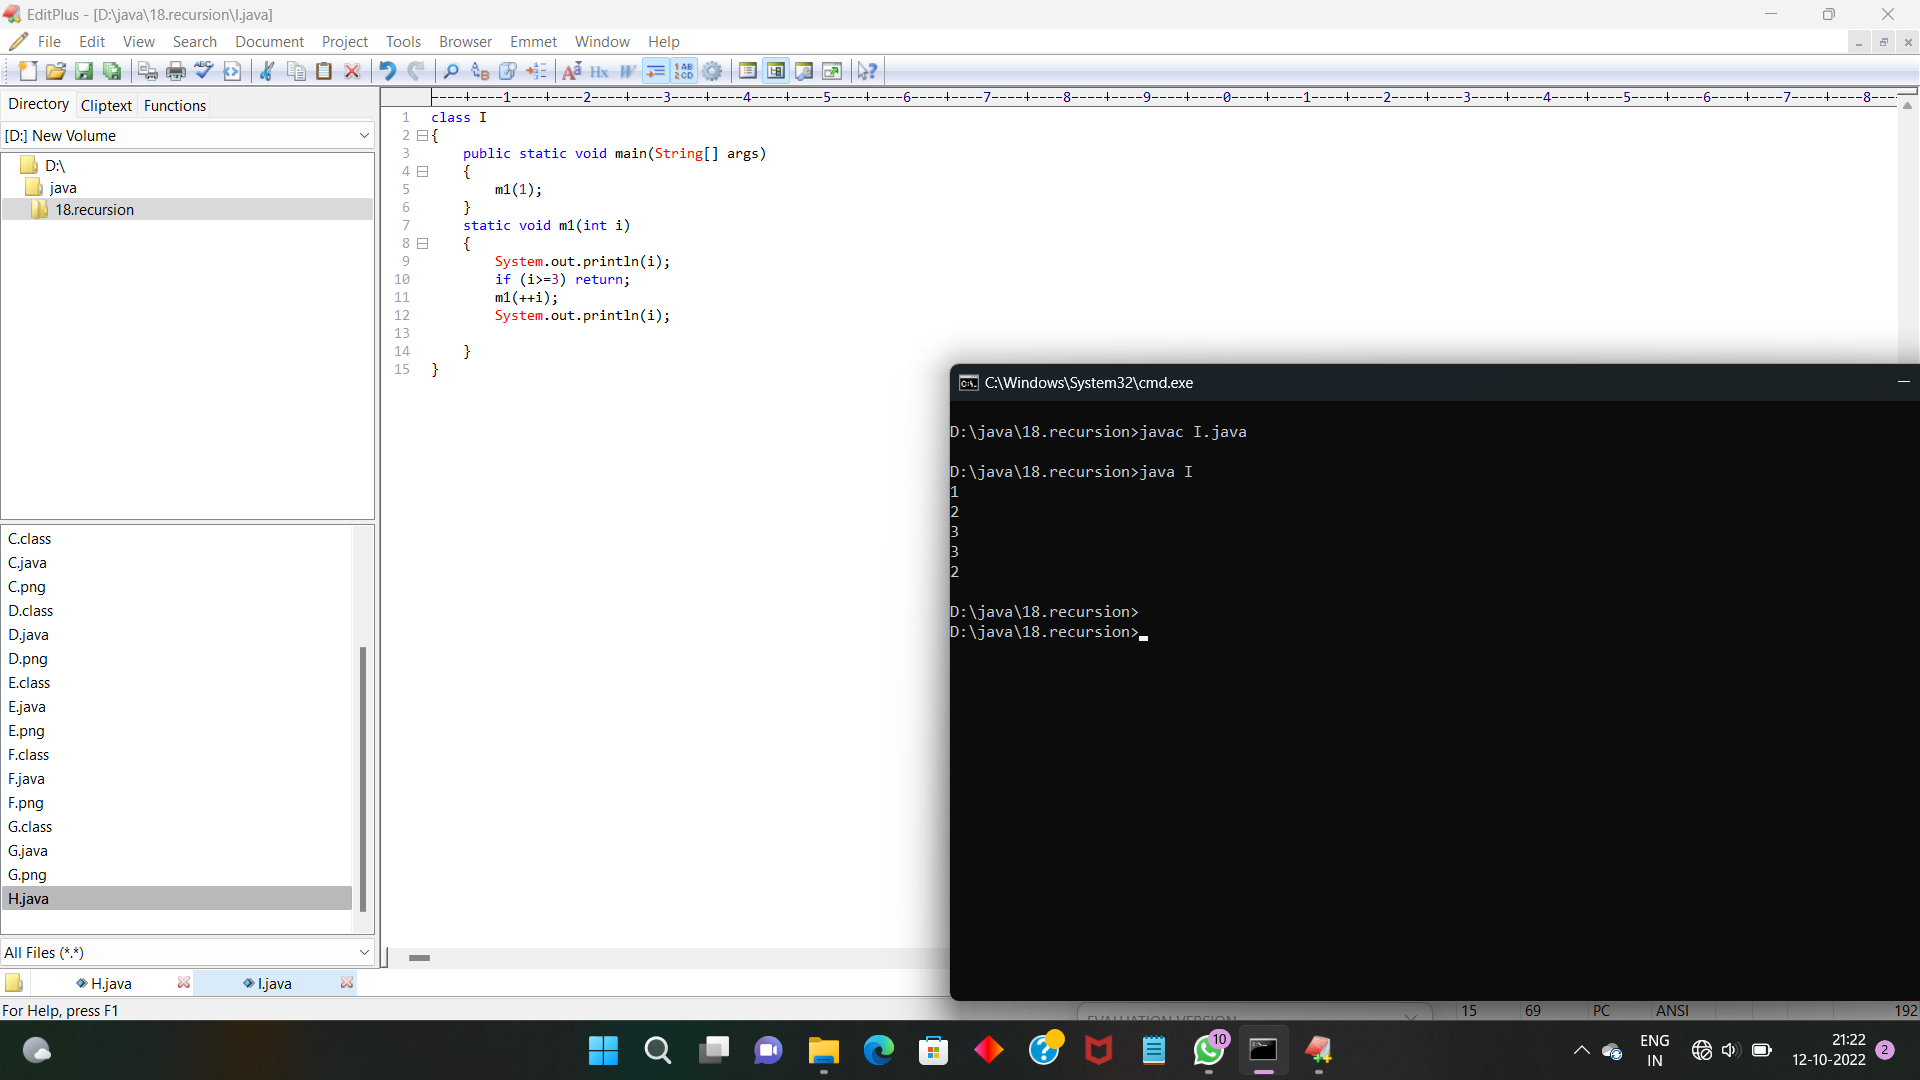 EditPlus - [D:\java\18.recursion\I.java]
File Edit View Search Document Project Tools Browser Emmet Window Help
Directory Cliptext Functions
[D:] New Volume
D:\
java
18.recursion
C.class
C.java
C.png
D.class
D.java
D.png
E.class
E.java
E.png
F.class
F.java
F.png
G.class
G.java
G.png
H.java
All Files (*.*)
----+----1----+----2----+----3----+----4----+----5----+----6----+----7----+----8----+----9----+----0----+----1----+----2----+----3----+----4----+----5----+----6----+----7----+----8---
1 class I
2 {
3 public static void main(String[] args)
4 {
5 m1(1);
6 }
7 static void m1(int i)
8 {
9 System.out.println(i);
10 if (i>=3) return;
11 m1(++i);
12 System.out.println(i);
13
14 }
15 }
C:\Windows\System32\cmd.exe
D:\java\18.recursion>javac I.java
D:\java\18.recursion>java I
1
2
3
3
2
D:\java\18.recursion>
D:\java\18.recursion>
H.java I.java
For Help, press F1
EVALUATION VERSION
15 69 PC ANSI 192
10
ENG
IN
21:22
12-10-2022
2